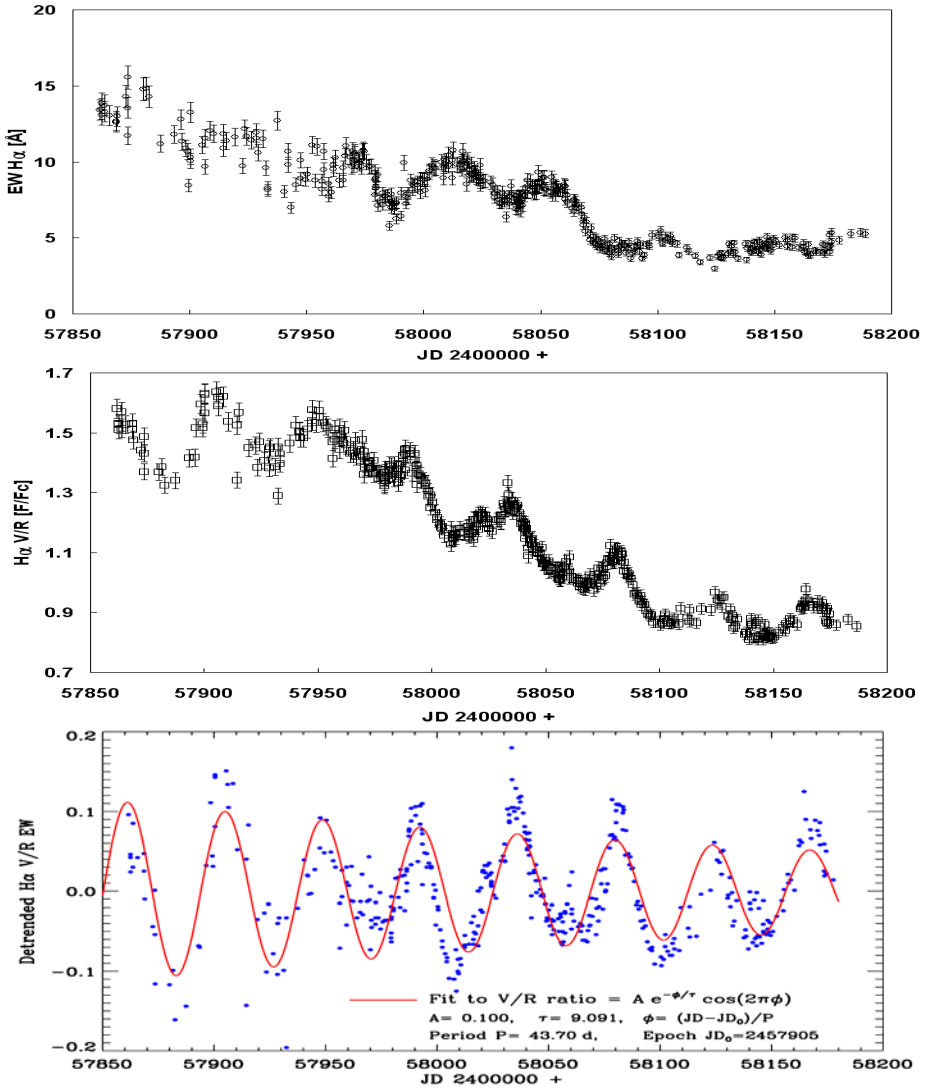 20
15
10
5
0
EW Hα [Å]
57850 57900 57950 58000 58050 58100 58150 58200
JD 2400000 +
1.7
1.5
1.3
1.1
0.9
0.7
Hα V/R [F/Fc]
57850 57900 57950 58000 58050 58100 58150 58200
JD 2400000 +
0.2
0.1
0.0
−0.1
−0.2
Detrended Hα V/R EW
Fit to V/R ratio = A e^−ϕ/τ cos(2πϕ)
A= 0.100, τ= 9.091, ϕ= (JD−JD₀)/P
Period P= 43.70 d, Epoch JD₀=2457905
57850 57900 57950 58000 58050 58100 58150 58200
JD 2400000 +